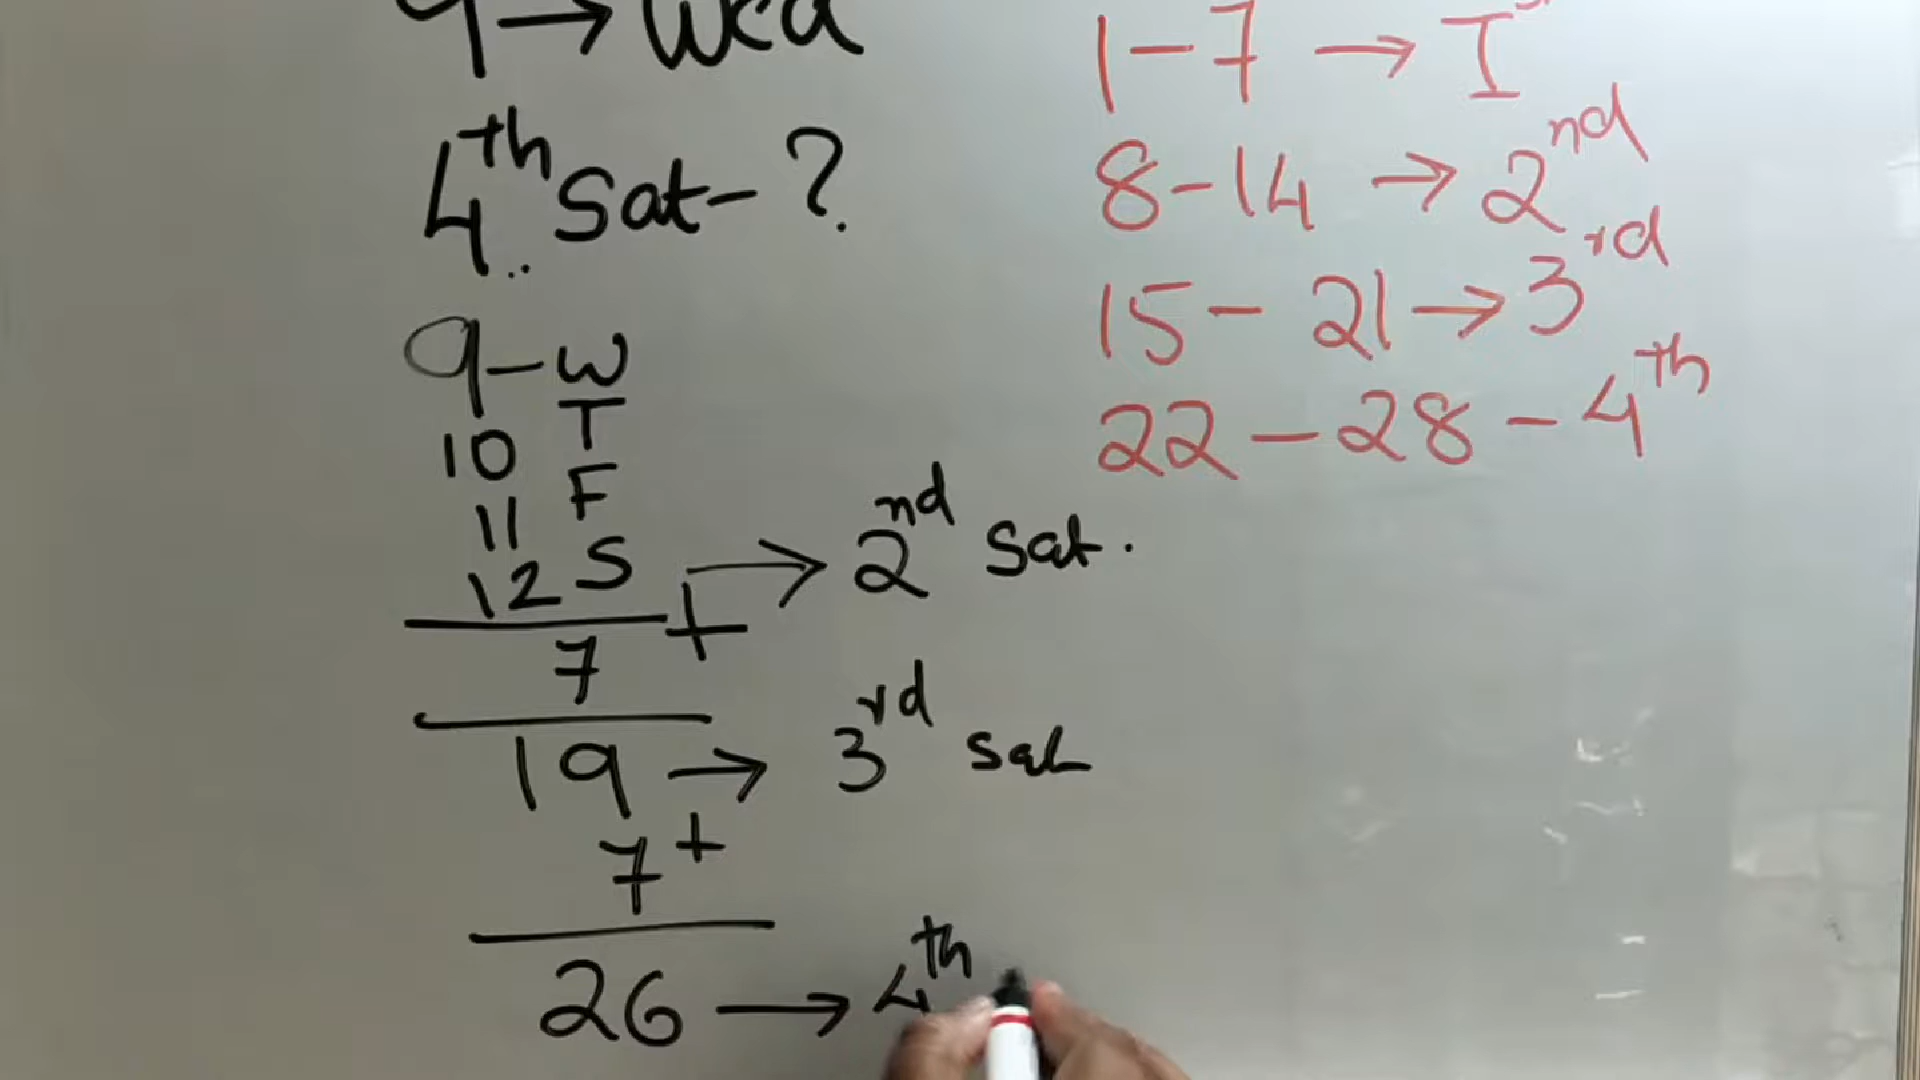 9 → Wed
4th Sat - ?
9 - W
10 T
11 F
12 S → 2nd Sat.
+
7
19 → 3rd Sat
7 +
26 → 4th
1 - 7 → I
8 - 14 → 2nd
15 - 21 → 3rd
22 - 28 - 4th